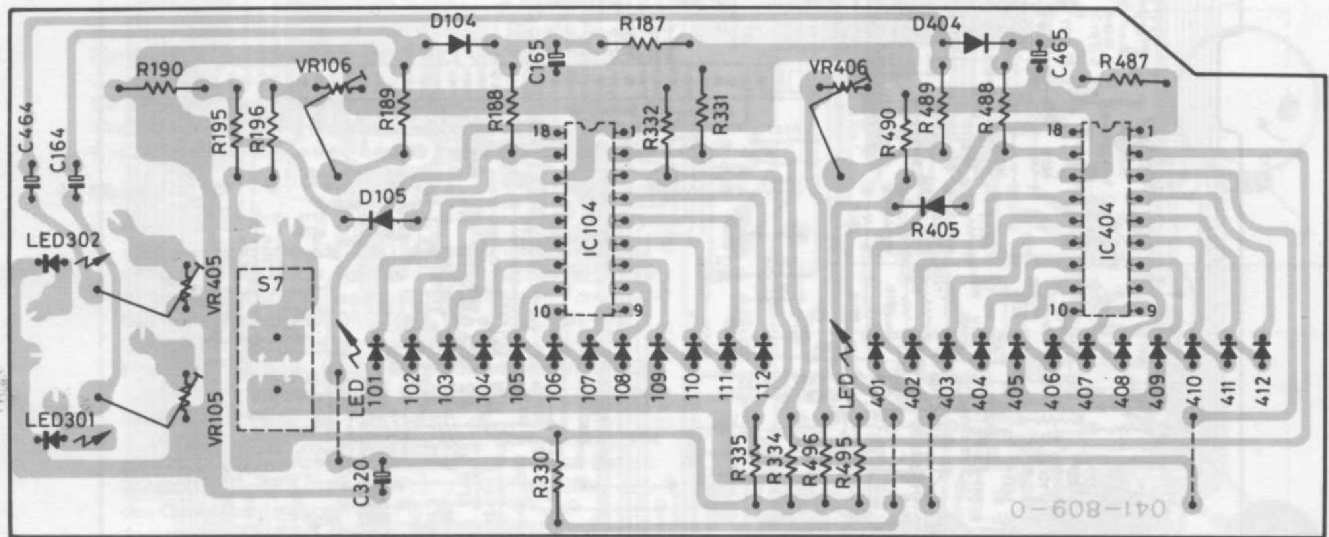 D104
R187
D404
C165
C465
R190
VR106
VR406
R487
R189
R188
R332
R331
R490
R489
R488
C464
C164
R195
R196
18
1
18
1
D105
IC104
R405
IC404
LED302
VR405
S7
10
9
10
9
LED
101
102
103
104
105
106
107
108
109
110
111
112
LED
401
402
403
404
405
406
407
408
409
410
411
412
LED301
VR105
C320
R330
R335
R334
R496
R495
041-809-0